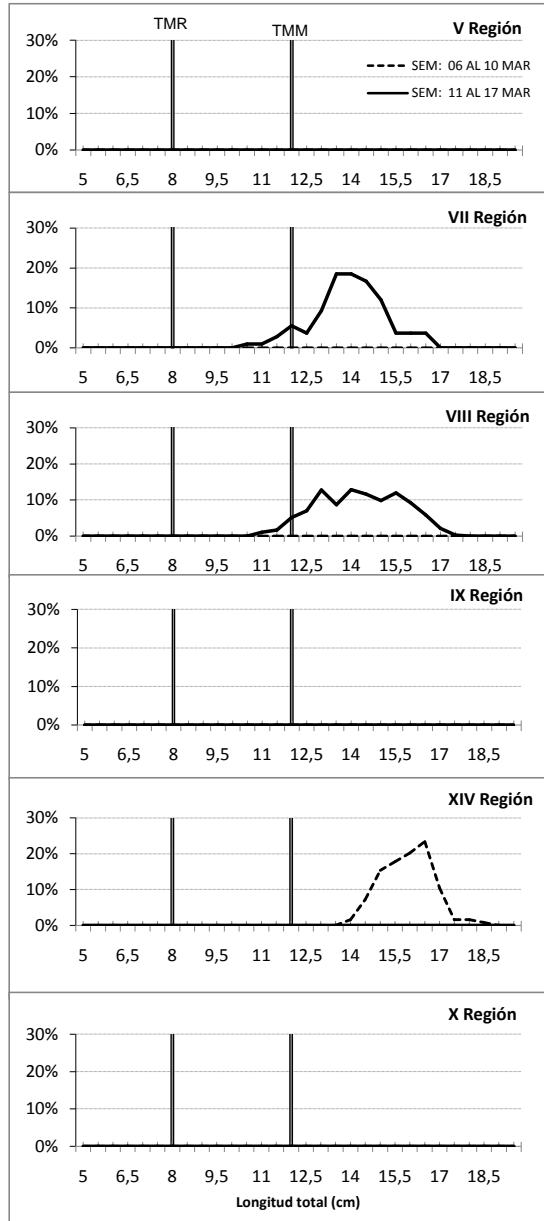 TMR
TMM
V Región
SEM: 06 AL 10 MAR
SEM: 11 AL 17 MAR
30%
20%
10%
0%
5 6,5 8 9,5 11 12,5 14 15,5 17 18,5
VII Región
30%
20%
10%
0%
5 6,5 8 9,5 11 12,5 14 15,5 17 18,5
VIII Región
30%
20%
10%
0%
5 6,5 8 9,5 11 12,5 14 15,5 17 18,5
IX Región
30%
20%
10%
0%
5 6,5 8 9,5 11 12,5 14 15,5 17 18,5
XIV Región
30%
20%
10%
0%
5 6,5 8 9,5 11 12,5 14 15,5 17 18,5
X Región
30%
20%
10%
0%
5 6,5 8 9,5 11 12,5 14 15,5 17 18,5
Longitud total (cm)